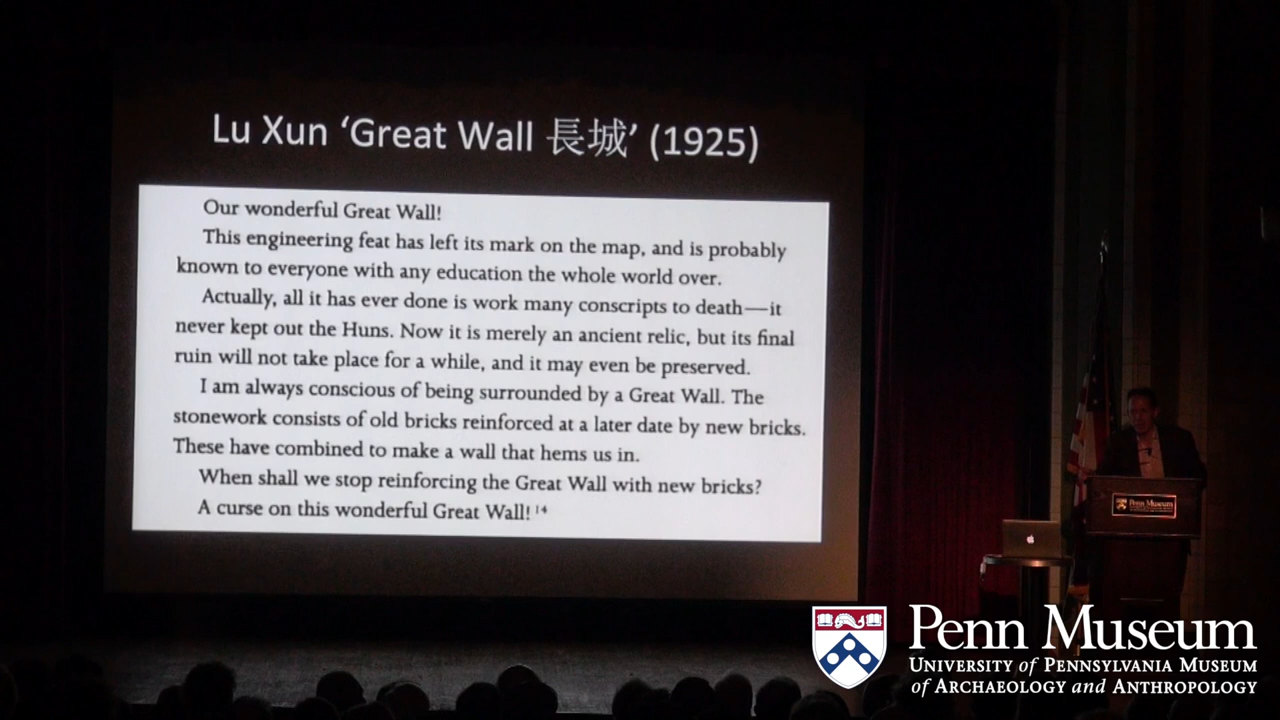 Lu Xun ‘Great Wall 長城’ (1925)
Our wonderful Great Wall!
This engineering feat has left its mark on the map, and is probably
known to everyone with any education the whole world over.
Actually, all it has ever done is work many conscripts to death—it
never kept out the Huns. Now it is merely an ancient relic, but its final
ruin will not take place for a while, and it may even be preserved.
I am always conscious of being surrounded by a Great Wall. The
stonework consists of old bricks reinforced at a later date by new bricks.
These have combined to make a wall that hems us in.
When shall we stop reinforcing the Great Wall with new bricks?
A curse on this wonderful Great Wall! ¹⁴
Penn Museum
Penn Museum
UNIVERSITY of PENNSYLVANIA MUSEUM
of ARCHAEOLOGY and ANTHROPOLOGY